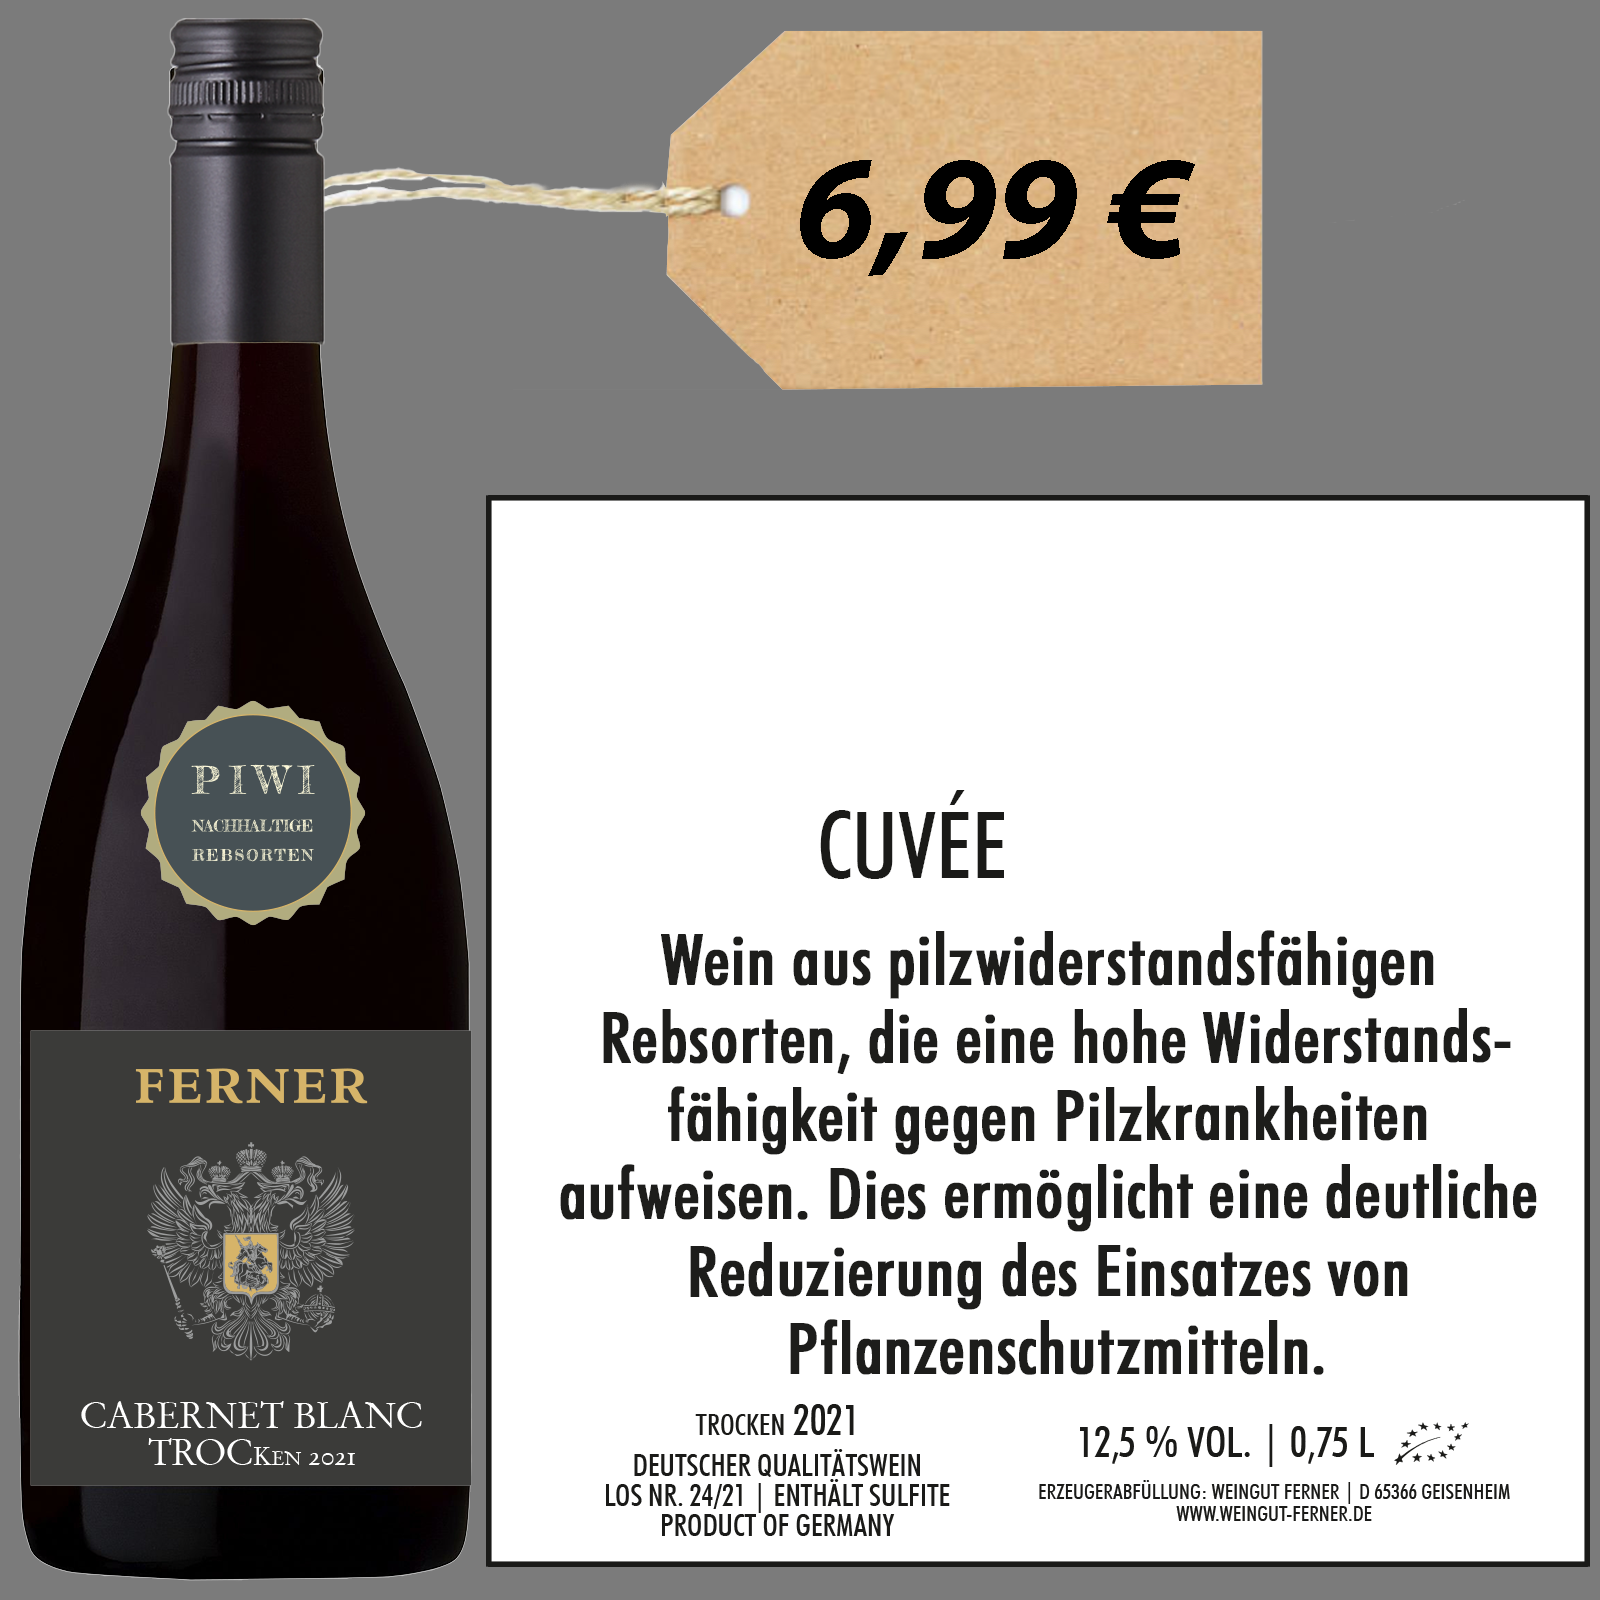 6,99 €
PIWI
NACHHALTIGE
REBSORTEN
FERNER
CABERNET BLANC
TROCKEN 2021
CUVÉE
Wein aus pilzwiderstandsfähigen
Rebsorten, die eine hohe Widerstands-
fähigkeit gegen Pilzkrankheiten
aufweisen. Dies ermöglicht eine deutliche
Reduzierung des Einsatzes von
Pflanzenschutzmitteln.
TROCKEN 2021
DEUTSCHER QUALITÄTSWEIN
LOS NR. 24/21 | ENTHÄLT SULFITE
PRODUCT OF GERMANY
12,5 % VOL. | 0,75 L
ERZEUGERABFÜLLUNG: WEINGUT FERNER | D 65366 GEISENHEIM
WWW.WEINGUT-FERNER.DE